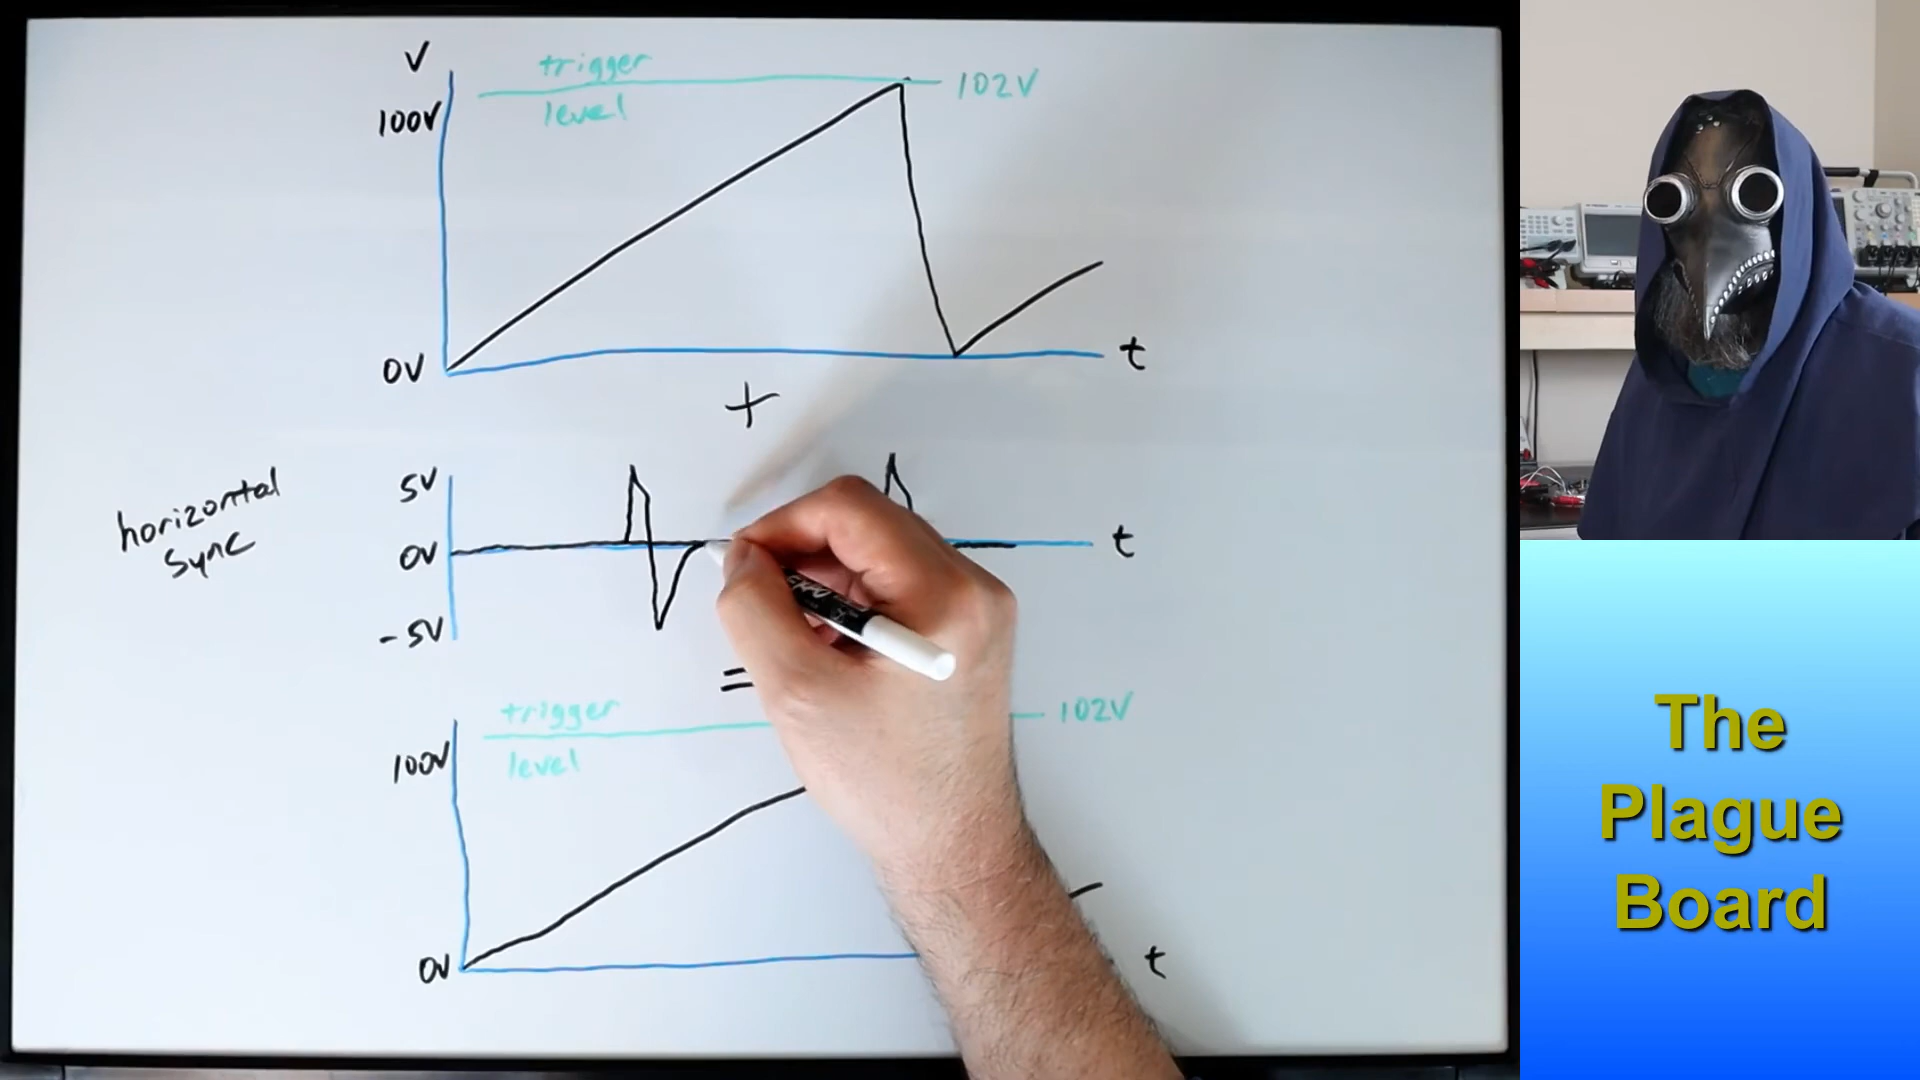 V
trigger
102V
100V
level
0V
t
+
5V
horizontal
sync
0V
t
-5V
=
trigger
102V
100V
level
0V
t
The
Plague
Board